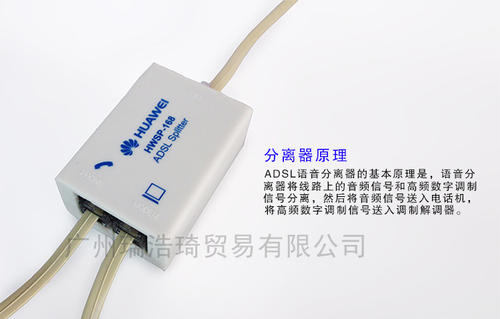 HUAWEI
HWSP-168
ADSL Splitter
分离器原理
ADSL语音分离器的基本原理是，语音分
离器将线路上的音频信号和高频数字调制
信号分离，然后将音频信号送入电话机，
将高频数字调制信号送入调制解调器。
广州瑞浩琦贸易有限公司